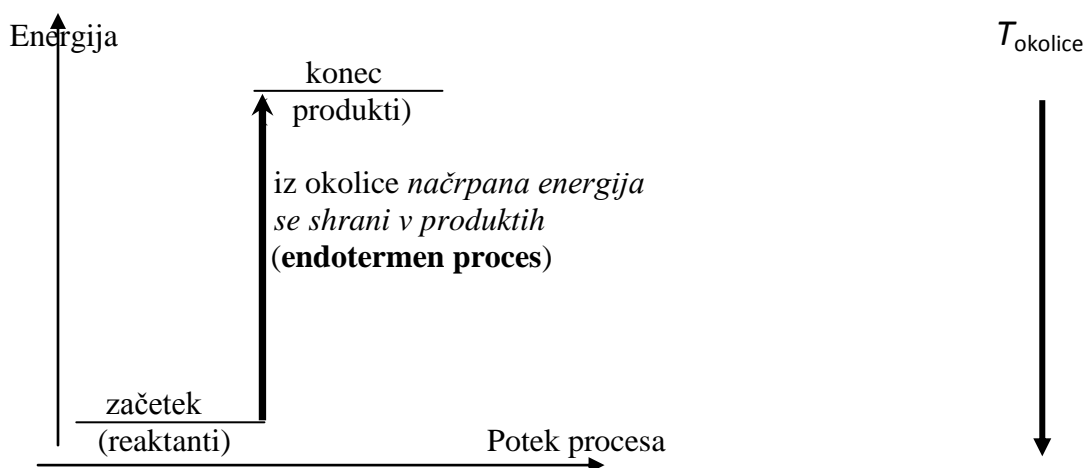 Energija
T okolice
konec
(produkti)
iz okolice načrpana energija
se shrani v produktih
(endotermen proces)
začetek
(reaktanti)
Potek procesa